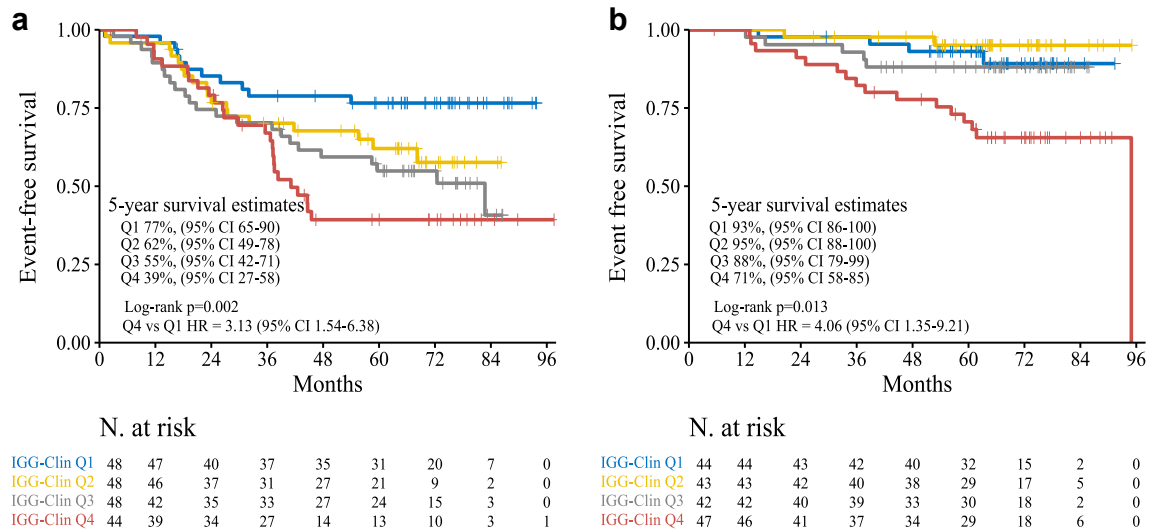 a
1.00
0.75
0.50
0.25
0.00
Event-free survival
5-year survival estimates
Q1 77%, (95% CI 65-90)
Q2 62%, (95% CI 49-78)
Q3 55%, (95% CI 42-71)
Q4 39%, (95% CI 27-58)
Log-rank p=0.002
Q4 vs Q1 HR = 3.13 (95% CI 1.54-6.38)
0 12 24 36 48 60 72 84 96
Months
N. at risk
IGG-Clin Q1 48 47 40 37 35 31 20 7 0
IGG-Clin Q2 48 46 37 31 27 21 9 2 0
IGG-Clin Q3 48 42 35 33 27 24 15 3 0
IGG-Clin Q4 44 39 34 27 14 13 10 3 1
b
1.00
0.75
0.50
0.25
0.00
Event free survival
5-year survival estimates
Q1 93%, (95% CI 86-100)
Q2 95%, (95% CI 88-100)
Q3 88%, (95% CI 79-99)
Q4 71%, (95% CI 58-85)
Log-rank p=0.013
Q4 vs Q1 HR = 4.06 (95% CI 1.35-9.21)
0 12 24 36 48 60 72 84 96
Months
N. at risk
IGG-Clin Q1 44 44 43 42 40 32 15 2 0
IGG-Clin Q2 43 43 42 40 38 29 17 5 0
IGG-Clin Q3 42 42 40 39 33 30 18 2 0
IGG-Clin Q4 47 46 41 37 34 29 18 6 0